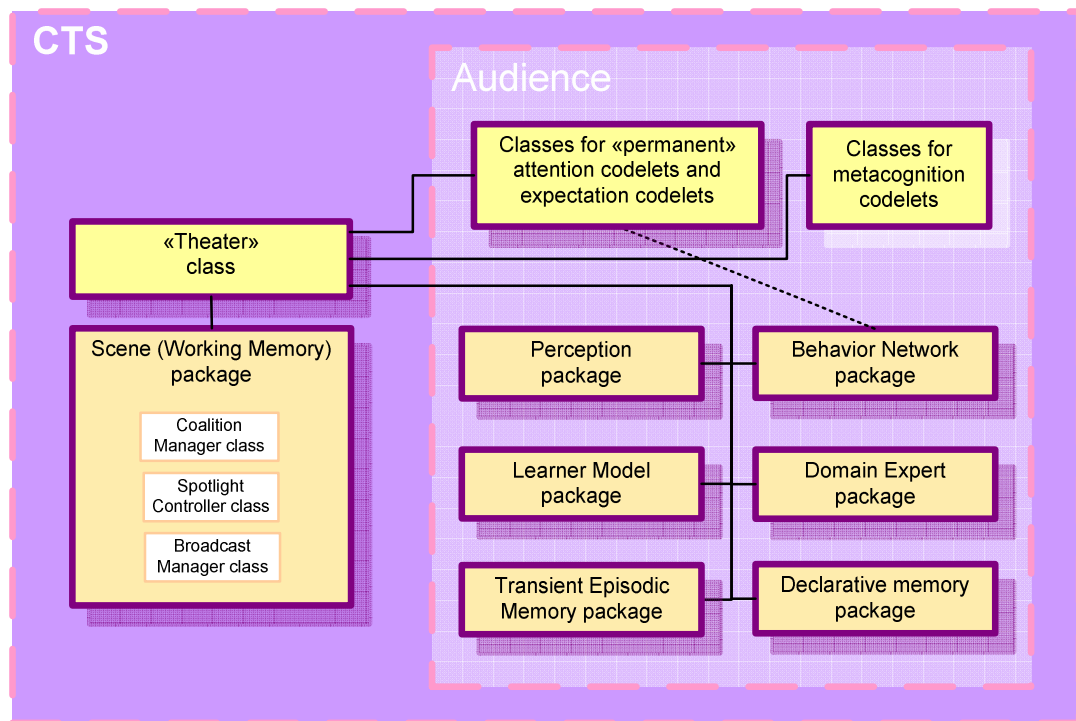 CTS
Audience
Classes for «permanent»
attention codelets and
expectation codelets
Classes for
metacognition
codelets
«Theater»
class
Scene (Working Memory)
package
Coalition
Manager class
Spotlight
Controller class
Broadcast
Manager class
Perception
package
Behavior Network
package
Learner Model
package
Domain Expert
package
Transient Episodic
Memory package
Declarative memory
package